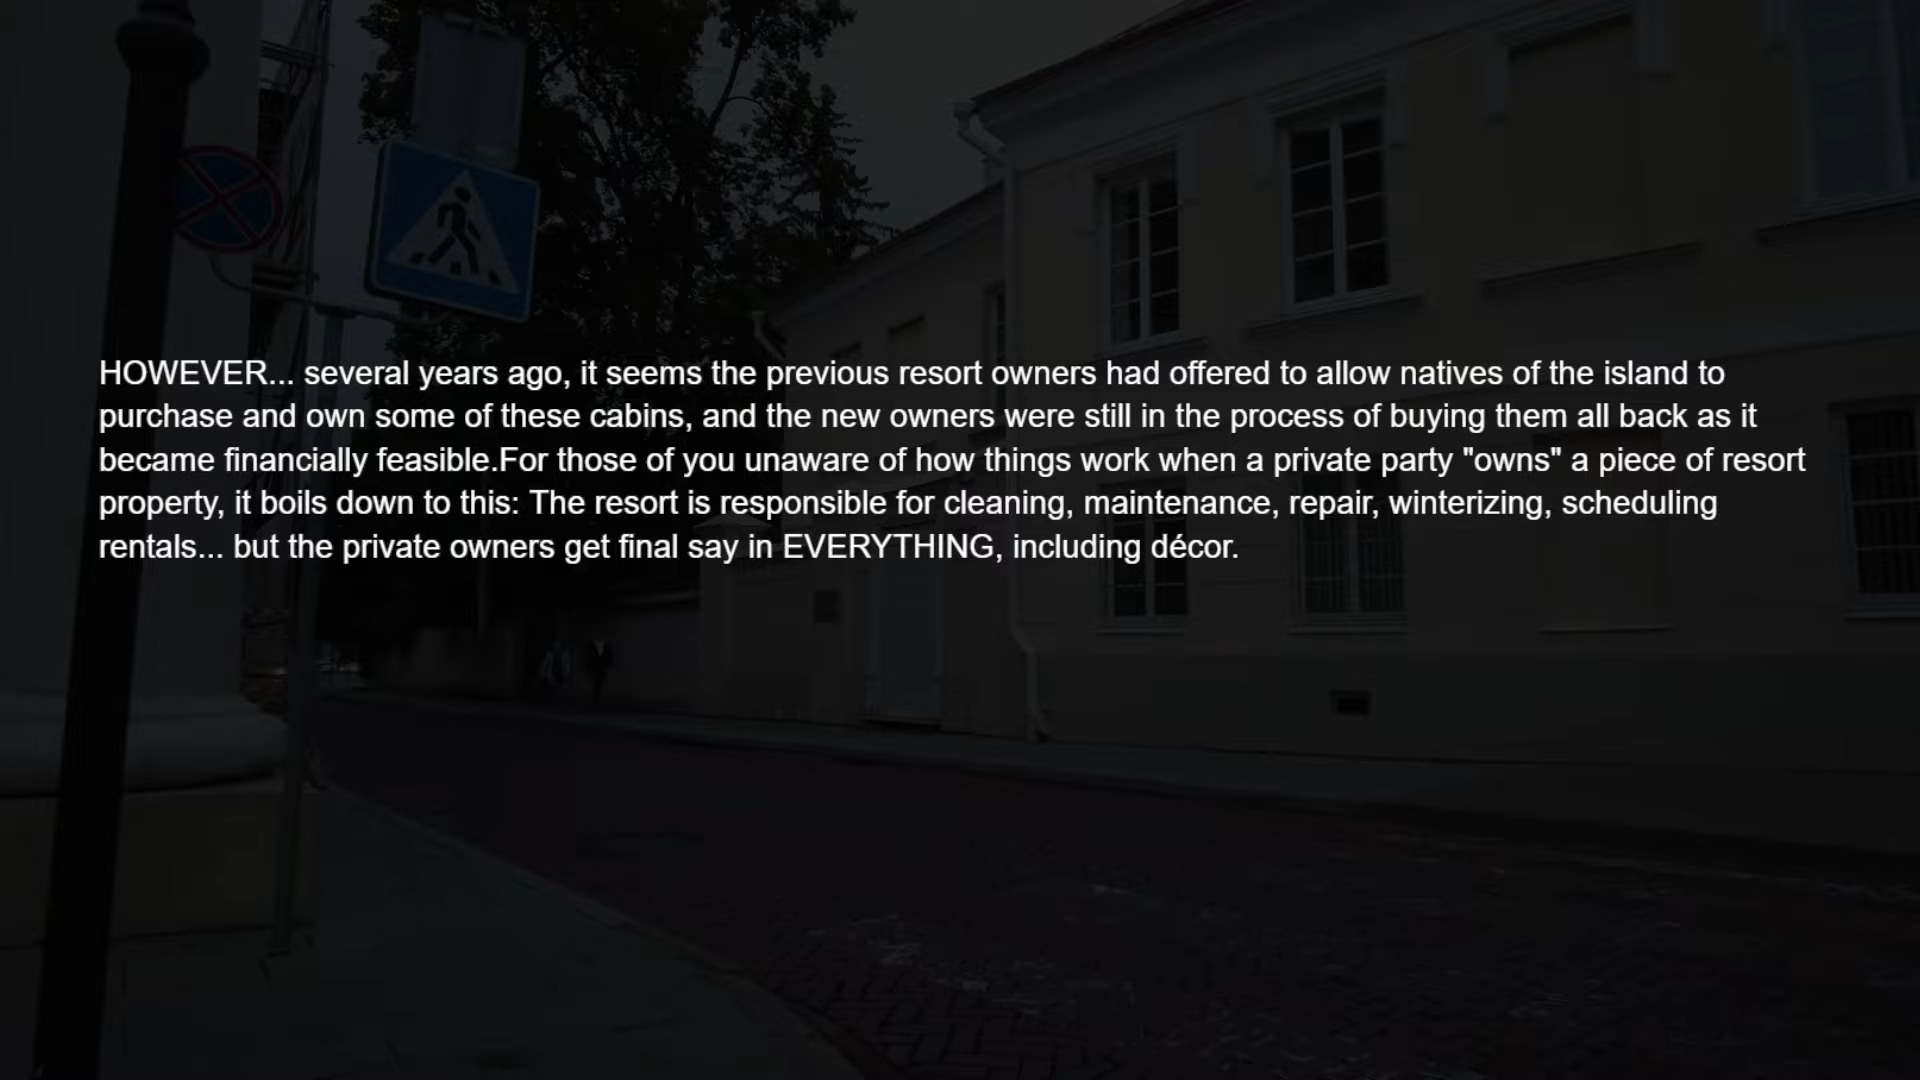 HOWEVER... several years ago, it seems the previous resort owners had offered to allow natives of the island to
purchase and own some of these cabins, and the new owners were still in the process of buying them all back as it
became financially feasible.For those of you unaware of how things work when a private party "owns" a piece of resort
property, it boils down to this: The resort is responsible for cleaning, maintenance, repair, winterizing, scheduling
rentals... but the private owners get final say in EVERYTHING, including décor.